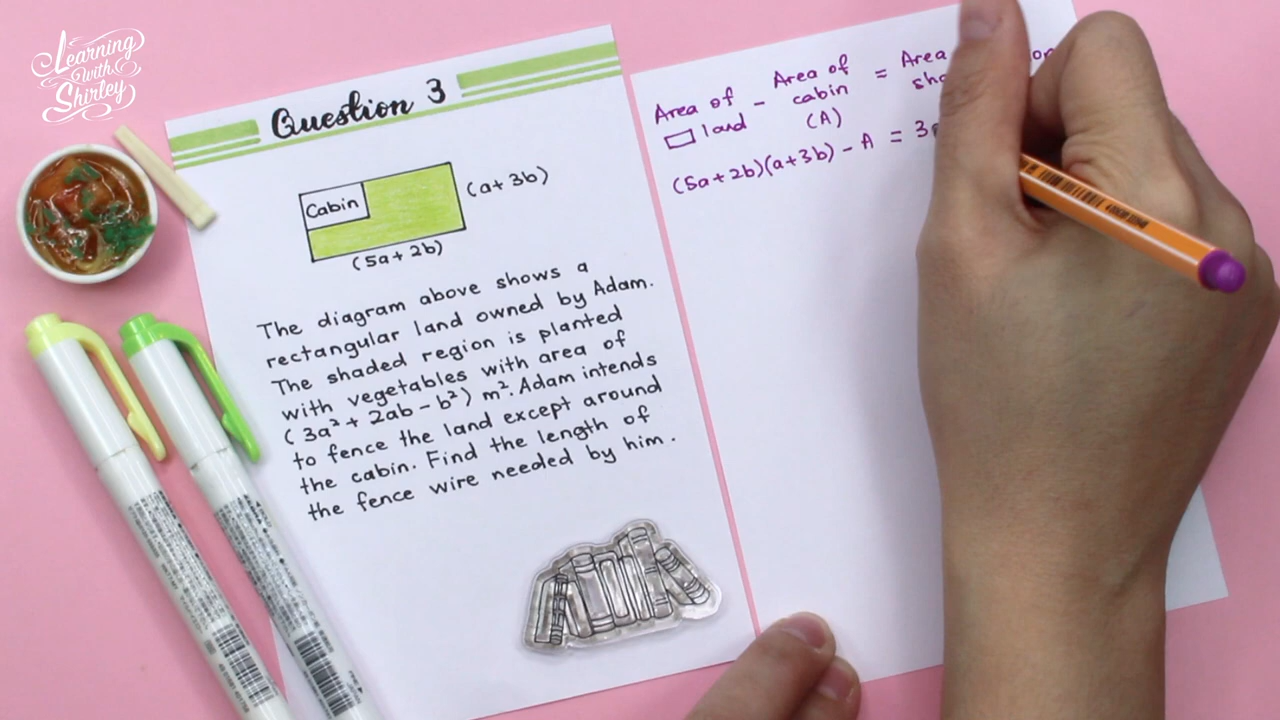 Learning
With
Shirley
Question 3
Cabin
(a+3b)
(5a+2b)
The diagram above shows a
rectangular land owned by Adam.
The shaded region is planted
with vegetables with area of
(3a² + 2ab - b²) m². Adam intends
to fence the land except around
the cabin. Find the length of
the fence wire needed by him.
Area of - Area of = Area
▭ land cabin
(A)
(5a+2b)(a+3b) - A = 3